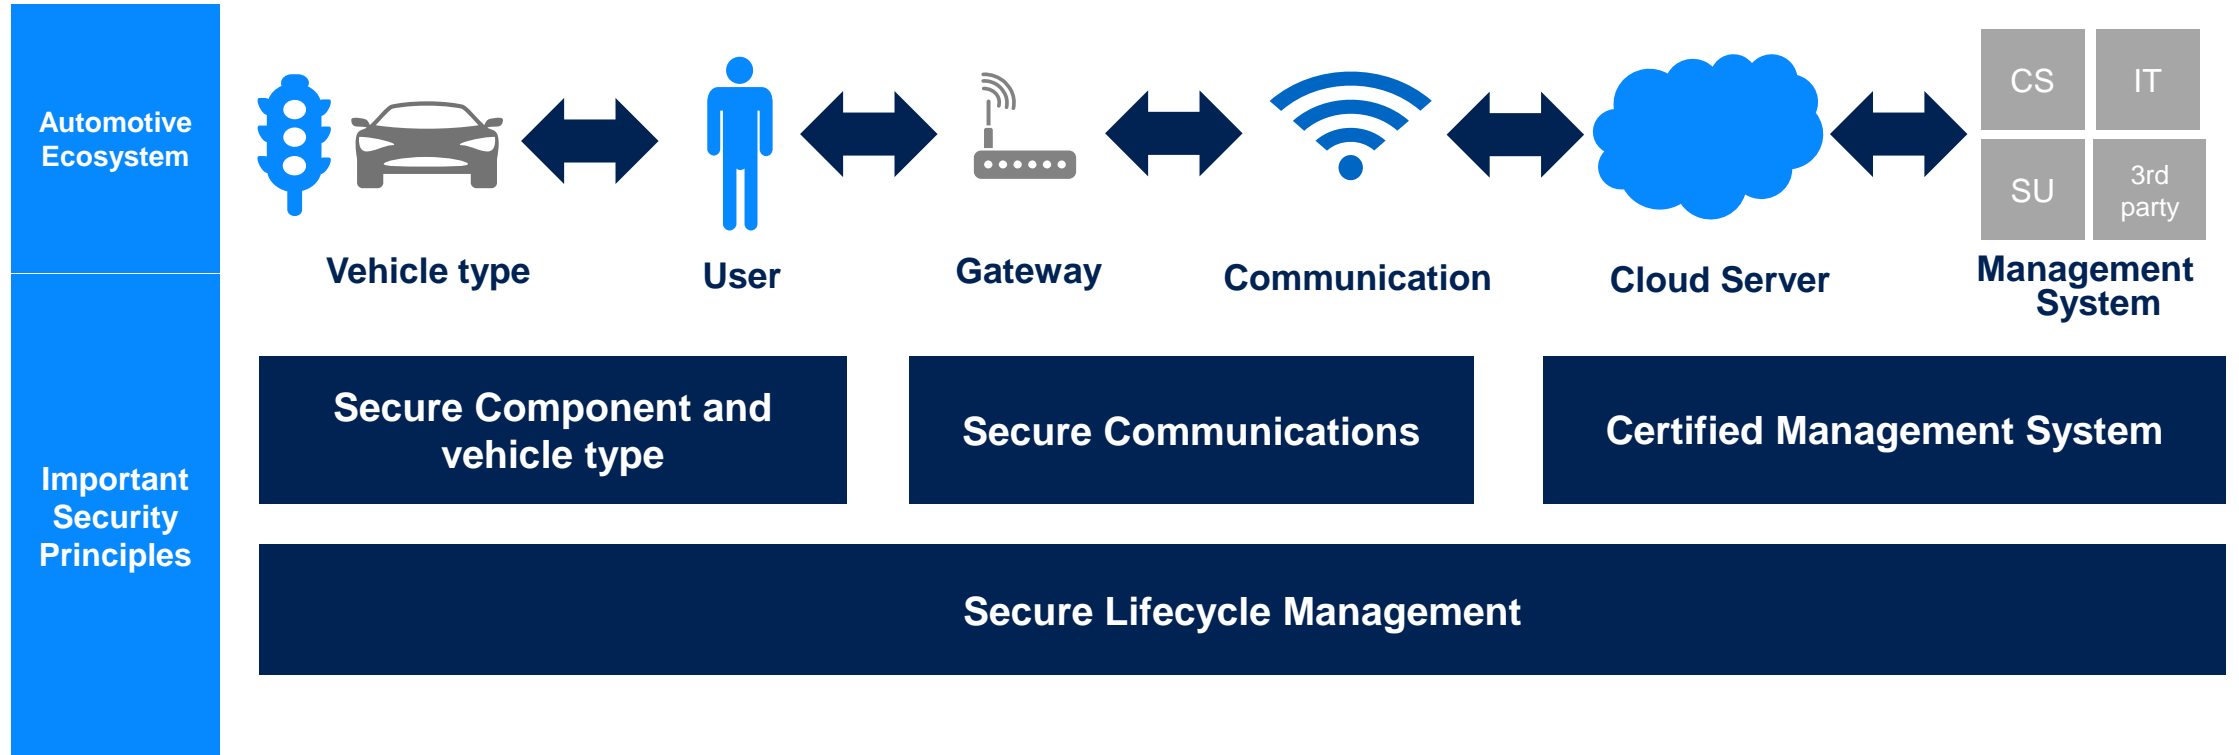 Automotive
Ecosystem
CS
IT
SU
3rd
party
Vehicle type
User
Gateway
Communication
Cloud Server
Management
System
Important
Security
Principles
Secure Component and
vehicle type
Secure Communications
Certified Management System
Secure Lifecycle Management